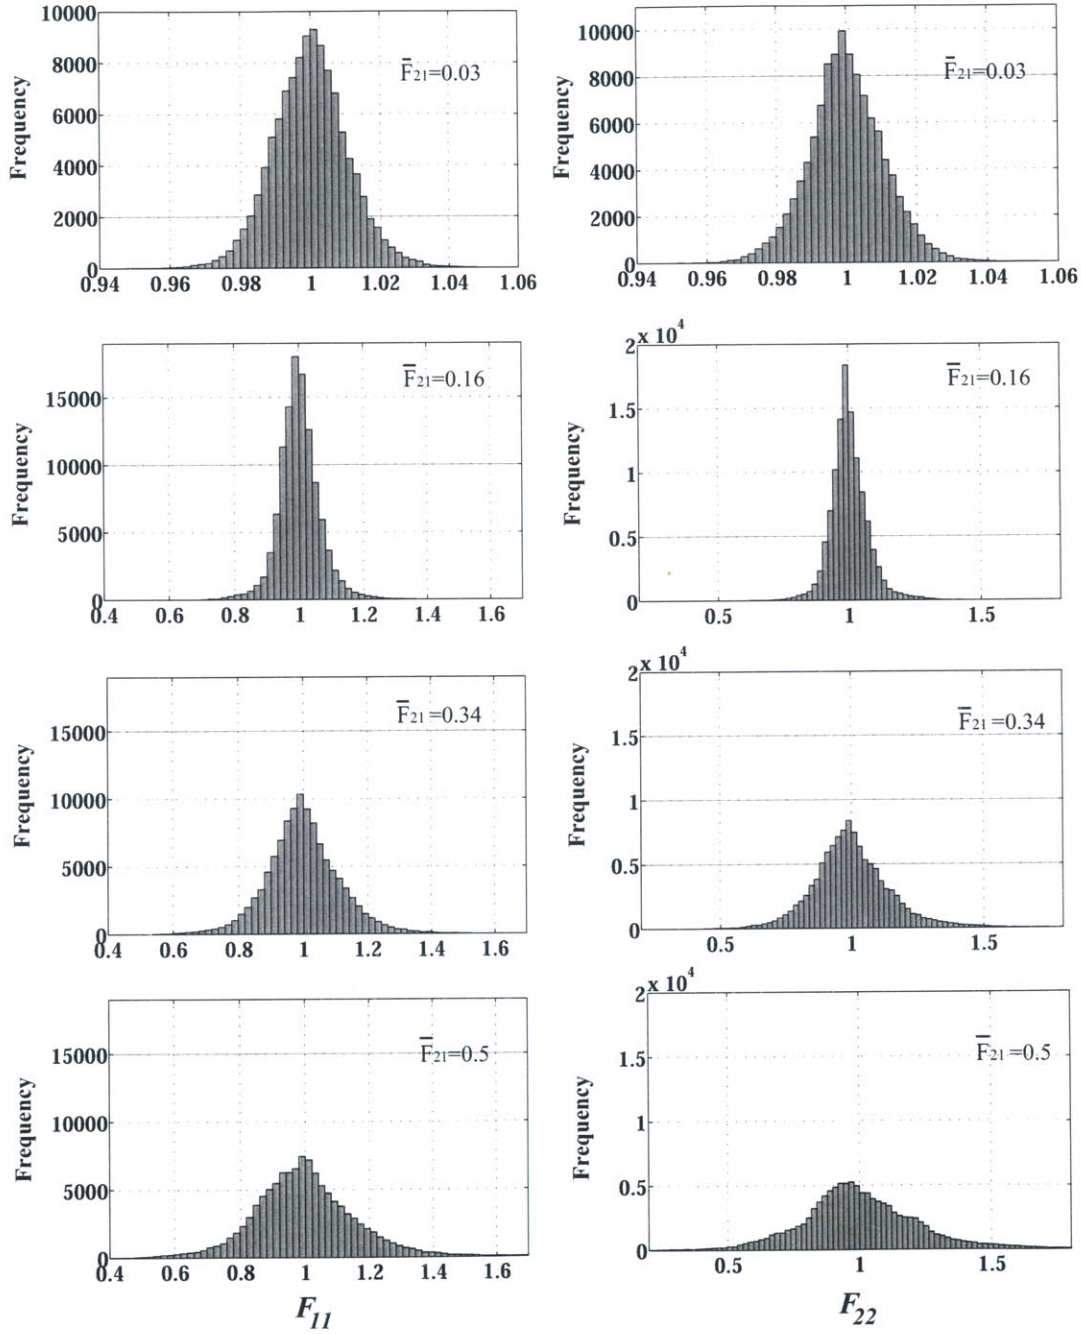 10000
8000
6000
4000
2000
0
Frequency
F̅21=0.03
0.94 0.96 0.98 1 1.02 1.04 1.06
10000
8000
6000
4000
2000
0
Frequency
F̅21=0.03
0.94 0.96 0.98 1 1.02 1.04 1.06
15000
10000
5000
0
Frequency
F̅21=0.16
0.4 0.6 0.8 1 1.2 1.4 1.6
2 x 10^4
1.5
1
0.5
0
Frequency
F̅21=0.16
0.5 1 1.5
15000
10000
5000
0
Frequency
F̅21=0.34
0.4 0.6 0.8 1 1.2 1.4 1.6
2 x 10^4
1.5
1
0.5
0
Frequency
F̅21=0.34
0.5 1 1.5
15000
10000
5000
0
Frequency
F̅21=0.5
0.4 0.6 0.8 1 1.2 1.4 1.6
F11
2 x 10^4
1.5
1
0.5
0
Frequency
F̅21=0.5
0.5 1 1.5
F22